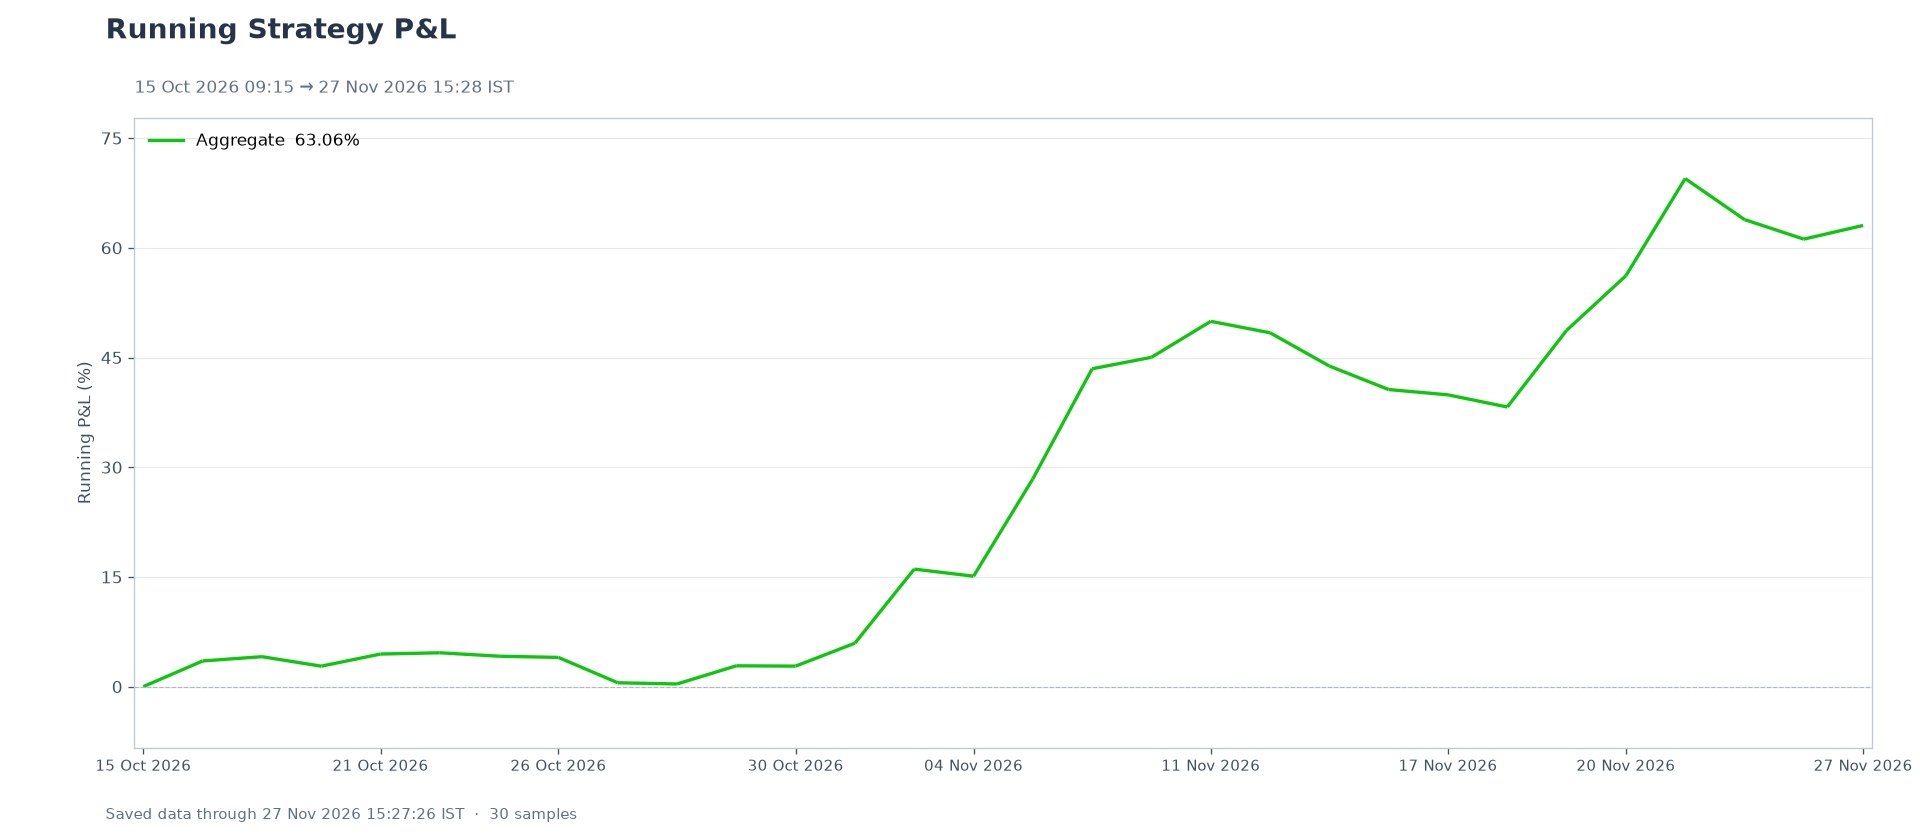 Running Strategy P&L
15 Oct 2026 09:15 → 27 Nov 2026 15:28 IST
Aggregate 63.06%
75
60
45
30
15
0
Running P&L (%)
15 Oct 2026
21 Oct 2026
26 Oct 2026
30 Oct 2026
04 Nov 2026
11 Nov 2026
17 Nov 2026
20 Nov 2026
27 Nov 2026
Saved data through 27 Nov 2026 15:27:26 IST · 30 samples